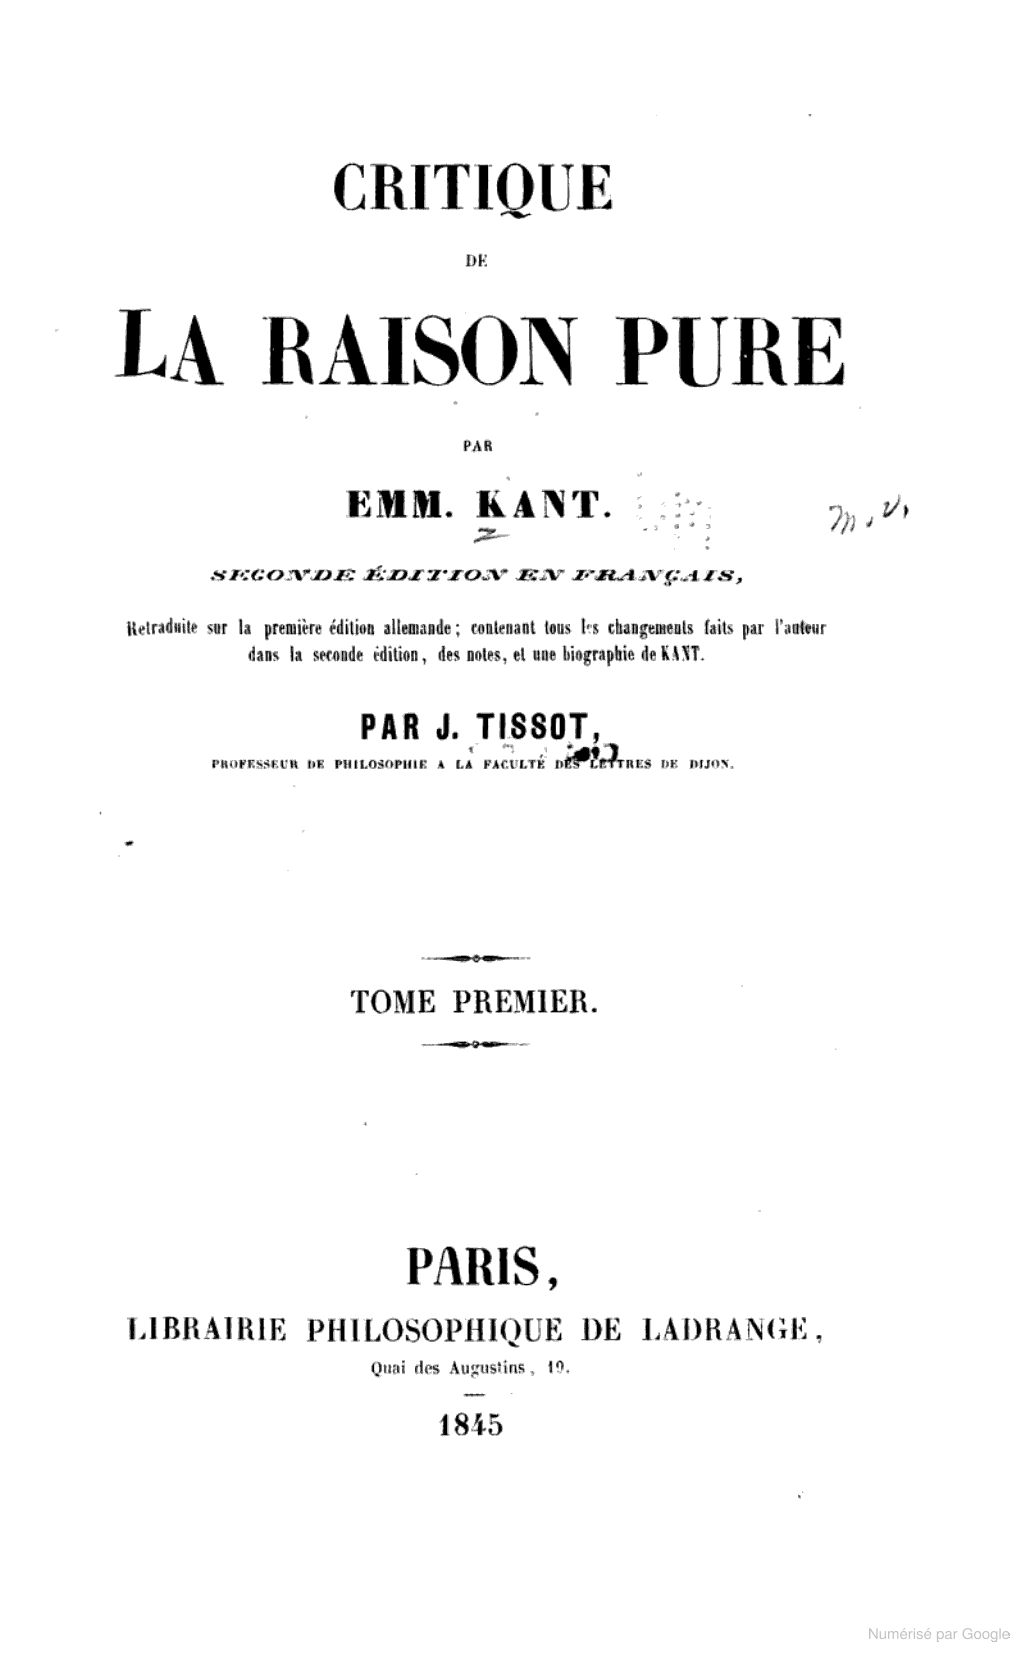 CRITIQUE
DE
LA RAISON PURE
PAR
EMM. KANT.
m. v.
SECONDE ÉDITION EN FRANÇAIS,
Retraduite sur la première édition allemande; contenant tous les changements faits par l'auteur
dans la seconde édition, des notes, et une biographie de KANT.
PAR J. TISSOT,
PROFESSEUR DE PHILOSOPHIE A LA FACULTÉ DES LETTRES DE DIJON.
TOME PREMIER.
PARIS,
LIBRAIRIE PHILOSOPHIQUE DE LADRANGE,
Quai des Augustins, 19.
1845
Numérisé par Google